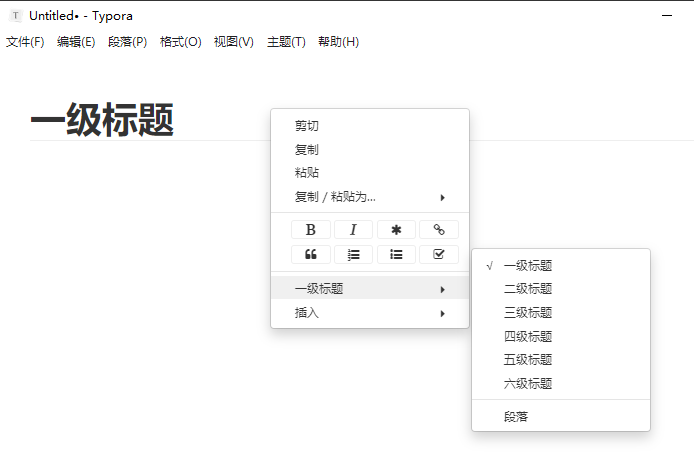 Untitled• - Typora
文件(F) 编辑(E) 段落(P) 格式(O) 视图(V) 主题(T) 帮助(H)
一级标题
剪切
复制
粘贴
复制 / 粘贴为...
B I
一级标题
插入
√ 一级标题
二级标题
三级标题
四级标题
五级标题
六级标题
段落